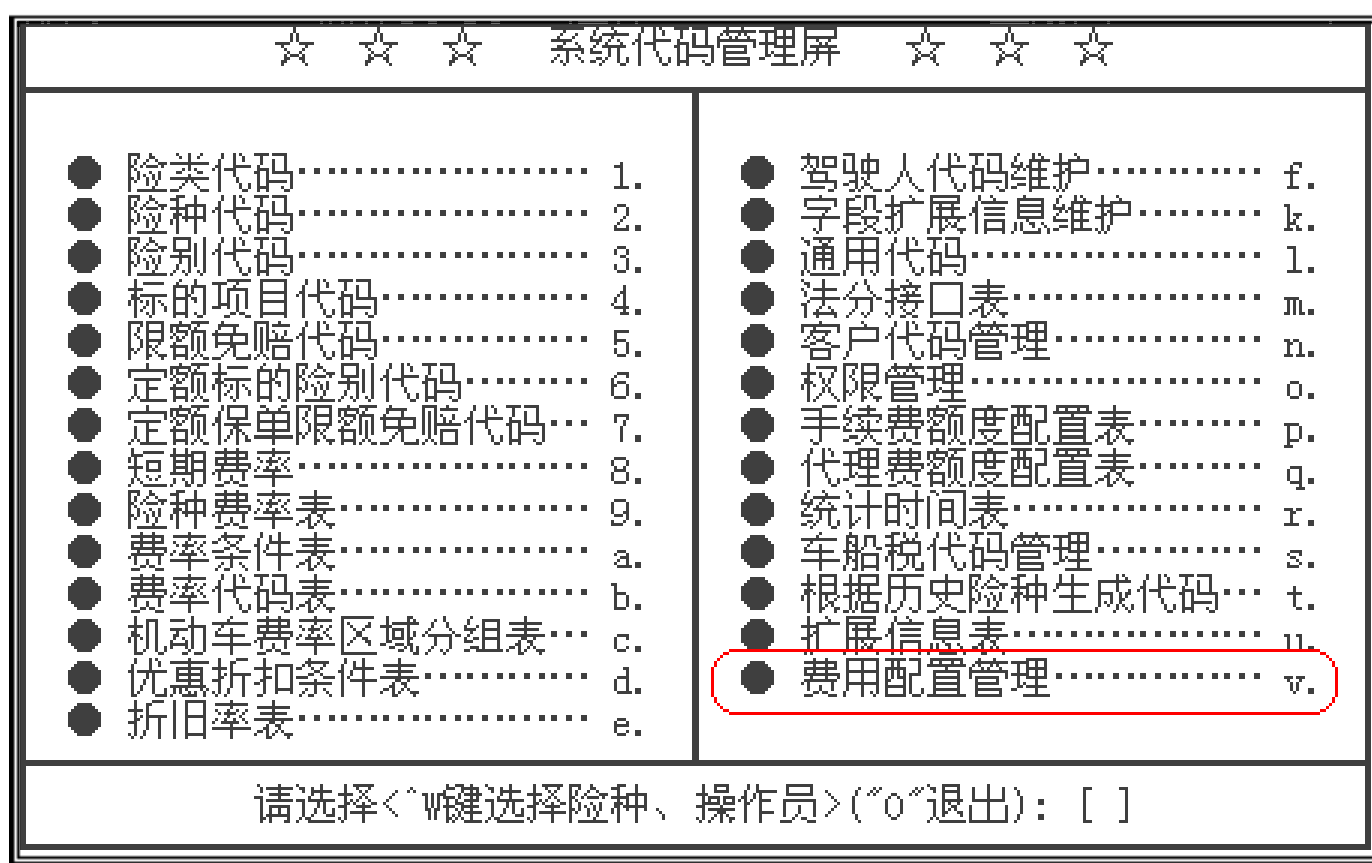 ☆ ☆ ☆ 系统代码管理屏 ☆ ☆ ☆
● 险类代码………………… 1.
● 险种代码………………… 2.
● 险别代码………………… 3.
● 标的项目代码…………… 4.
● 限额免赔代码…………… 5.
● 定额标的险别代码……… 6.
● 定额保单限额免赔代码… 7.
● 短期费率………………… 8.
● 险种费率表……………… 9.
● 费率条件表……………… a.
● 费率代码表……………… b.
● 机动车费率区域分组表… c.
● 优惠折扣条件表………… d.
● 折旧率表………………… e.
● 驾驶人代码维护………… f.
● 字段扩展信息维护……… k.
● 通用代码………………… l.
● 法分接口表……………… m.
● 客户代码管理…………… n.
● 权限管理………………… o.
● 手续费额度配置表……… p.
● 代理费额度配置表……… q.
● 统计时间表……………… r.
● 车船税代码管理………… s.
● 根据历史险种生成代码… t.
● 扩展信息表……………… u.
● 费用配置管理…………… v.
请选择<^W键选择险种、操作员>("0"退出): [ ]